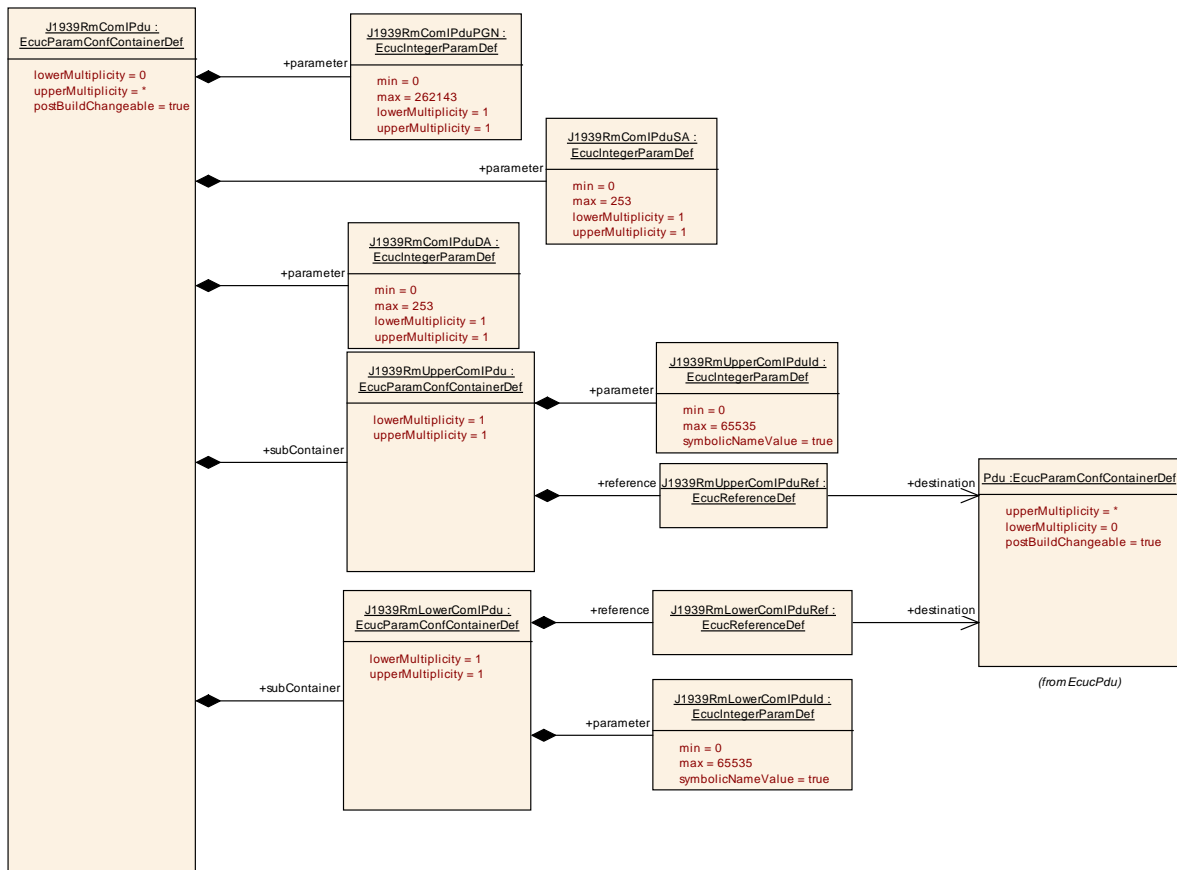 J1939RmComIPdu :
EcucParamConfContainerDef
lowerMultiplicity = 0
upperMultiplicity = *
postBuildChangeable = true
+parameter
J1939RmComIPduPGN :
EcucIntegerParamDef
min = 0
max = 262143
lowerMultiplicity = 1
upperMultiplicity = 1
+parameter
J1939RmComIPduSA :
EcucIntegerParamDef
min = 0
max = 253
lowerMultiplicity = 1
upperMultiplicity = 1
+parameter
J1939RmComIPduDA :
EcucIntegerParamDef
min = 0
max = 253
lowerMultiplicity = 1
upperMultiplicity = 1
+subContainer
J1939RmUpperComIPdu :
EcucParamConfContainerDef
lowerMultiplicity = 1
upperMultiplicity = 1
+parameter
J1939RmUpperComIPduId :
EcucIntegerParamDef
min = 0
max = 65535
symbolicNameValue = true
+reference
J1939RmUpperComIPduRef :
EcucReferenceDef
+destination
Pdu :EcucParamConfContainerDef
upperMultiplicity = *
lowerMultiplicity = 0
postBuildChangeable = true
(from EcucPdu)
+subContainer
J1939RmLowerComIPdu :
EcucParamConfContainerDef
lowerMultiplicity = 1
upperMultiplicity = 1
+reference
J1939RmLowerComIPduRef :
EcucReferenceDef
+destination
+parameter
J1939RmLowerComIPduId :
EcucIntegerParamDef
min = 0
max = 65535
symbolicNameValue = true